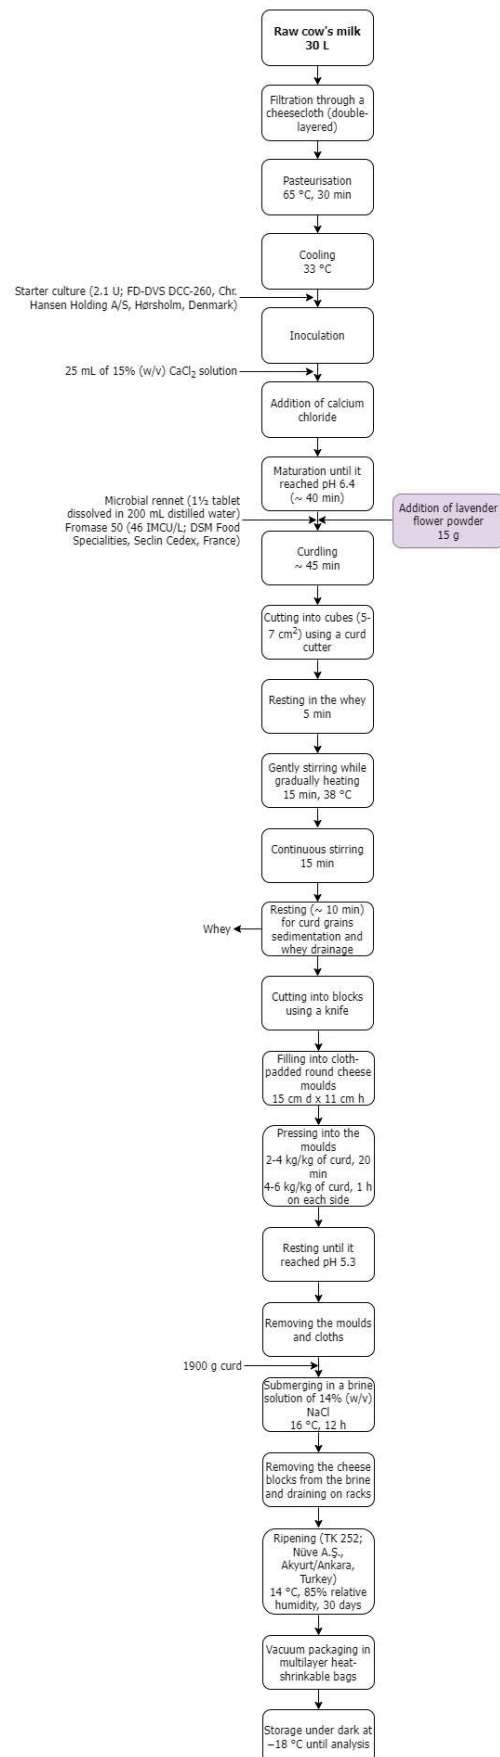 Raw cow's milk
30 L
Filtration through a
cheesecloth (double-
layered)
Pasteurisation
65 °C, 30 min
Cooling
33 °C
Starter culture (2.1 U; FD-DVS DCC-260, Chr.
Hansen Holding A/S, Hørsholm, Denmark)
Inoculation
25 mL of 15% (w/v) CaCl₂ solution
Addition of calcium
chloride
Maturation until it
reached pH 6.4
(~ 40 min)
Microbial rennet (1½ tablet
dissolved in 200 mL distilled water)
Fromase 50 (46 IMCU/L; DSM Food
Specialities, Seclin Cedex, France)
Addition of lavender
flower powder
15 g
Curdling
~ 45 min
Cutting into cubes (5-
7 cm²) using a curd
cutter
Resting in the whey
5 min
Gently stirring while
gradually heating
15 min, 38 °C
Continuous stirring
15 min
Resting (~ 10 min)
for curd grains
sedimentation and
whey drainage
Whey
Cutting into blocks
using a knife
Filling into cloth-
padded round cheese
moulds
15 cm d x 11 cm h
Pressing into the
moulds
2-4 kg/kg of curd, 20
min
4-6 kg/kg of curd, 1 h
on each side
Resting until it
reached pH 5.3
Removing the moulds
and cloths
1900 g curd
Submerging in a brine
solution of 14% (w/v)
NaCl
16 °C, 12 h
Removing the cheese
blocks from the brine
and draining on racks
Ripening (TK 252;
Nüve A.Ş.,
Akyurt/Ankara,
Turkey)
14 °C, 85% relative
humidity, 30 days
Vacuum packaging in
multilayer heat-
shrinkable bags
Storage under dark at
−18 °C until analysis